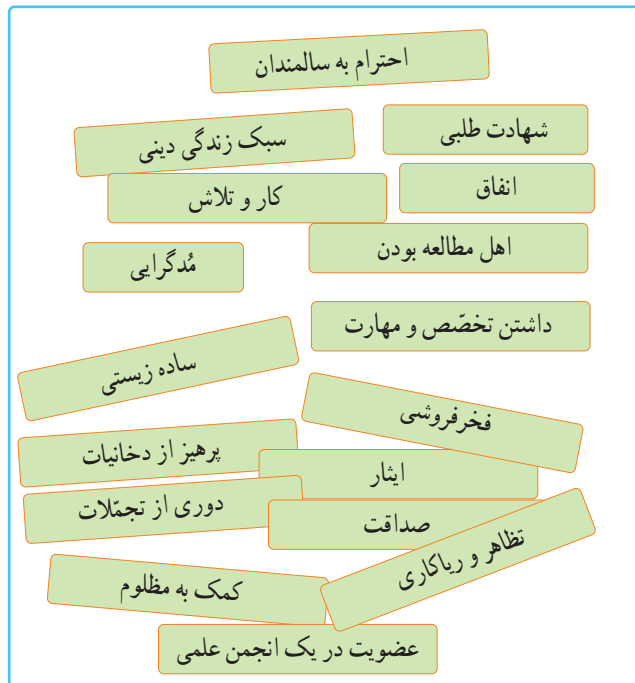 احترام به سالمندان
شهادت طلبی
سبک زندگی دینی
انفاق
کار و تلاش
اهل مطالعه بودن
مُدگرایی
داشتن تخصّص و مهارت
ساده زیستی
فخرفروشی
پرهیز از دخانیات
ایثار
دوری از تجمّلات
صداقت
تظاهر و ریاکاری
کمک به مظلوم
عضویت در یک انجمن علمی